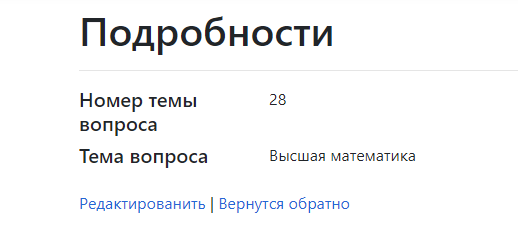 Подробности
Номер темы вопроса 28
Тема вопроса Высшая математика
Редактированить | Вернутся обратно